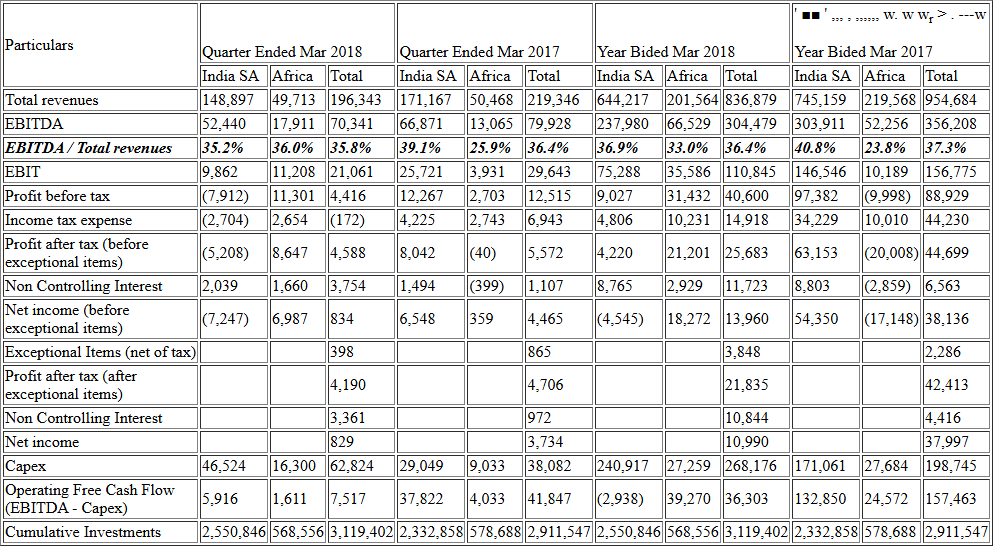 ' ■■ ' ,,,. , ,,,,,, w. w wr > . ---w
Particulars Quarter Ended Mar 2018 Quarter Ended Mar 2017 Year Bided Mar 2018 Year Bided Mar 2017
India SA Africa Total India SA Africa Total India SA Africa Total India SA Africa Total
Total revenues 148,897 49,713 196,343 171,167 50,468 219,346 644,217 201,564 836,879 745,159 219,568 954,684
EBITDA 52,440 17,911 70,341 66,871 13,065 79,928 237,980 66,529 304,479 303,911 52,256 356,208
EBITDA / Total revenues 35.2% 36.0% 35.8% 39.1% 25.9% 36.4% 36.9% 33.0% 36.4% 40.8% 23.8% 37.3%
EBIT 9,862 11,208 21,061 25,721 3,931 29,643 75,288 35,586 110,845 146,546 10,189 156,775
Profit before tax (7,912) 11,301 4,416 12,267 2,703 12,515 9,027 31,432 40,600 97,382 (9,998) 88,929
Income tax expense (2,704) 2,654 (172) 4,225 2,743 6,943 4,806 10,231 14,918 34,229 10,010 44,230
Profit after tax (before
exceptional items) (5,208) 8,647 4,588 8,042 (40) 5,572 4,220 21,201 25,683 63,153 (20,008) 44,699
Non Controlling Interest 2,039 1,660 3,754 1,494 (399) 1,107 8,765 2,929 11,723 8,803 (2,859) 6,563
Net income (before
exceptional items) (7,247) 6,987 834 6,548 359 4,465 (4,545) 18,272 13,960 54,350 (17,148) 38,136
Exceptional Items (net of tax) 398 865 3,848 2,286
Profit after tax (after
exceptional items) 4,190 4,706 21,835 42,413
Non Controlling Interest 3,361 972 10,844 4,416
Net income 829 3,734 10,990 37,997
Capex 46,524 16,300 62,824 29,049 9,033 38,082 240,917 27,259 268,176 171,061 27,684 198,745
Operating Free Cash Flow
(EBITDA - Capex) 5,916 1,611 7,517 37,822 4,033 41,847 (2,938) 39,270 36,303 132,850 24,572 157,463
Cumulative Investments 2,550,846 568,556 3,119,402 2,332,858 578,688 2,911,547 2,550,846 568,556 3,119,402 2,332,858 578,688 2,911,547